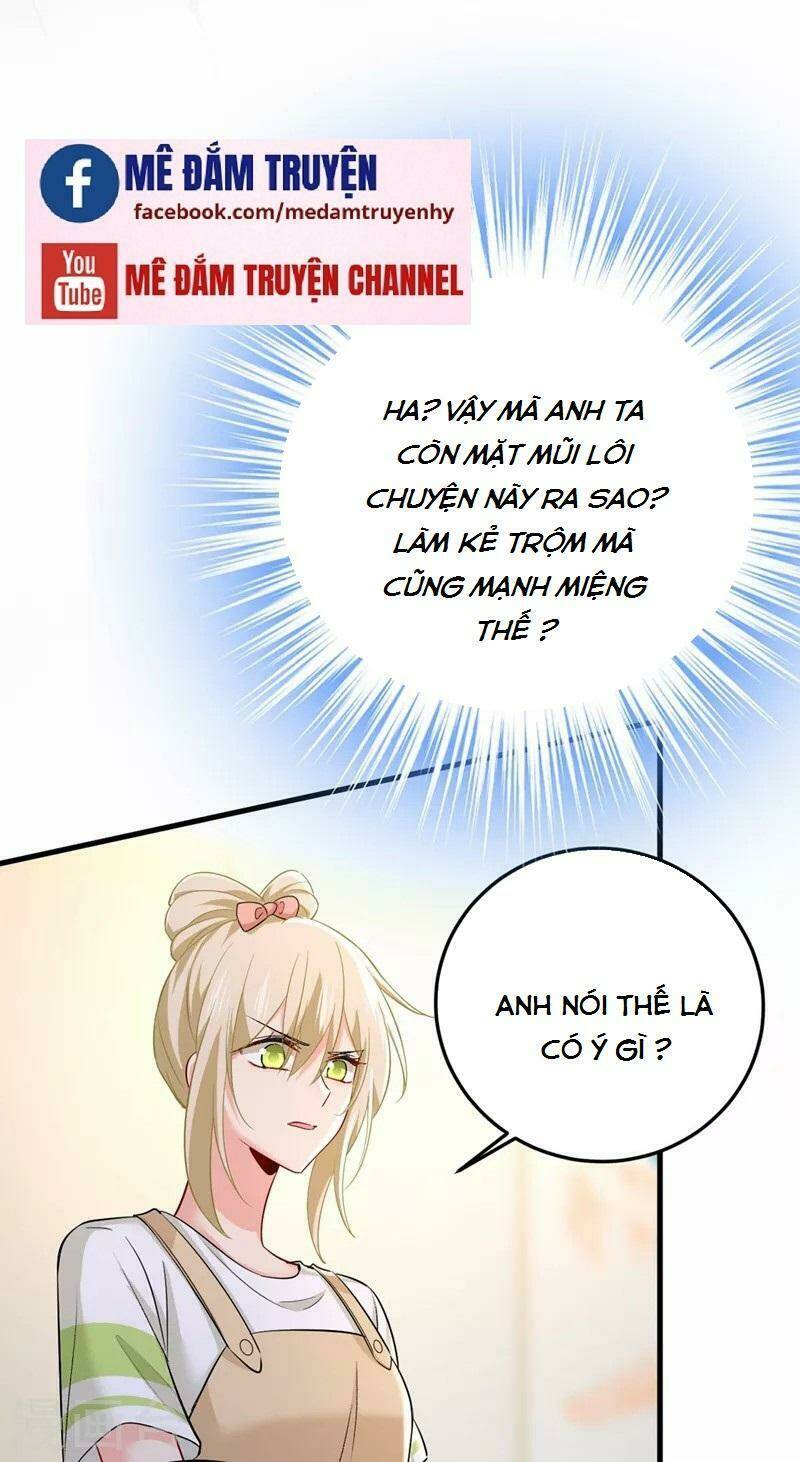 MÊ ĐẮM TRUYỆN
facebook.com/medamtruyenhy
You
Tube
MÊ ĐẮM TRUYỆN CHANNEL
HA? VẬY MÀ ANH TA
CÒN MẶT MŨI LÔI
CHUYỆN NÀY RA SAO?
LÀM KẺ TRỘM MÀ
CŨNG MẠNH MIỆNG
THẾ ?
ANH NÓI THẾ LÀ
CÓ Ý GÌ ?